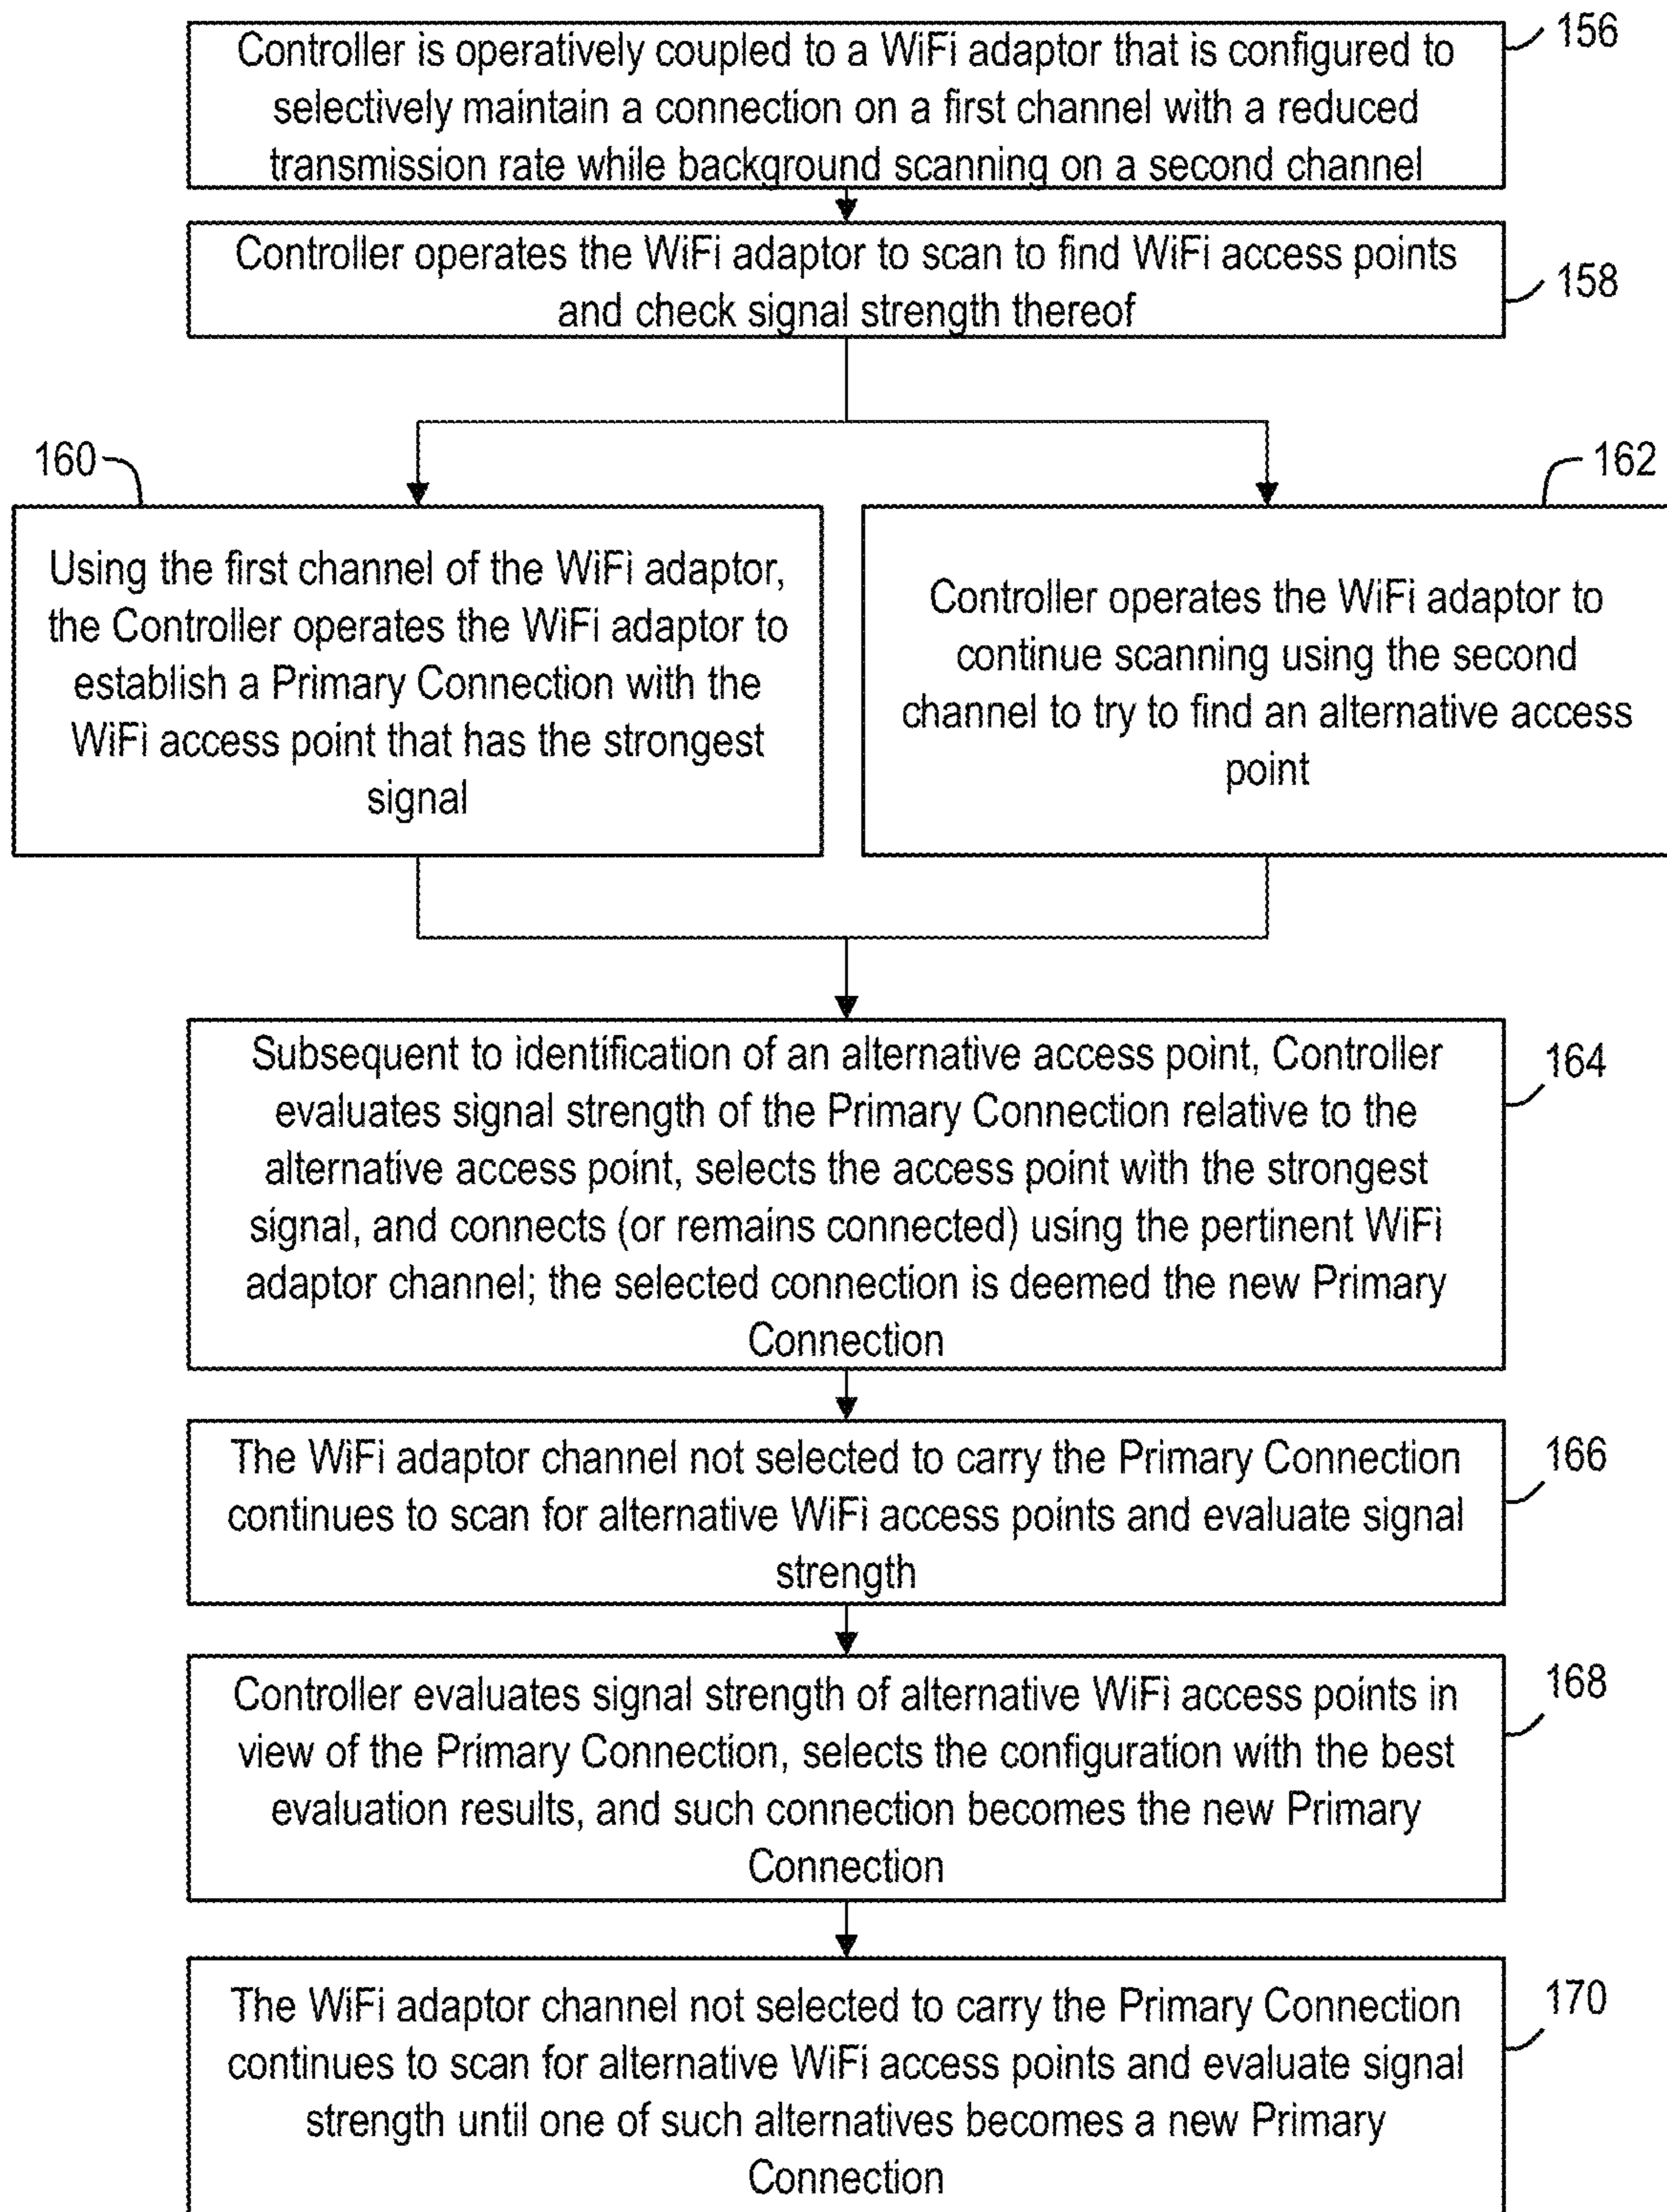 Controller is operatively coupled to a WiFi adaptor that is configured to
selectively maintain a connection on a first channel with a reduced
transmission rate while background scanning on a second channel
156
Controller operates the WiFi adaptor to scan to find WiFi access points
and check signal strength thereof
158
160
Using the first channel of the WiFi adaptor,
the Controller operates the WiFi adaptor to
establish a Primary Connection with the
WiFi access point that has the strongest
signal
162
Controller operates the WiFi adaptor to
continue scanning using the second
channel to try to find an alternative access
point
Subsequent to identification of an alternative access point, Controller
evaluates signal strength of the Primary Connection relative to the
alternative access point, selects the access point with the strongest
signal, and connects (or remains connected) using the pertinent WiFi
adaptor channel; the selected connection is deemed the new Primary
Connection
164
The WiFi adaptor channel not selected to carry the Primary Connection
continues to scan for alternative WiFi access points and evaluate signal
strength
166
Controller evaluates signal strength of alternative WiFi access points in
view of the Primary Connection, selects the configuration with the best
evaluation results, and such connection becomes the new Primary
Connection
168
The WiFi adaptor channel not selected to carry the Primary Connection
continues to scan for alternative WiFi access points and evaluate signal
strength until one of such alternatives becomes a new Primary
Connection
170